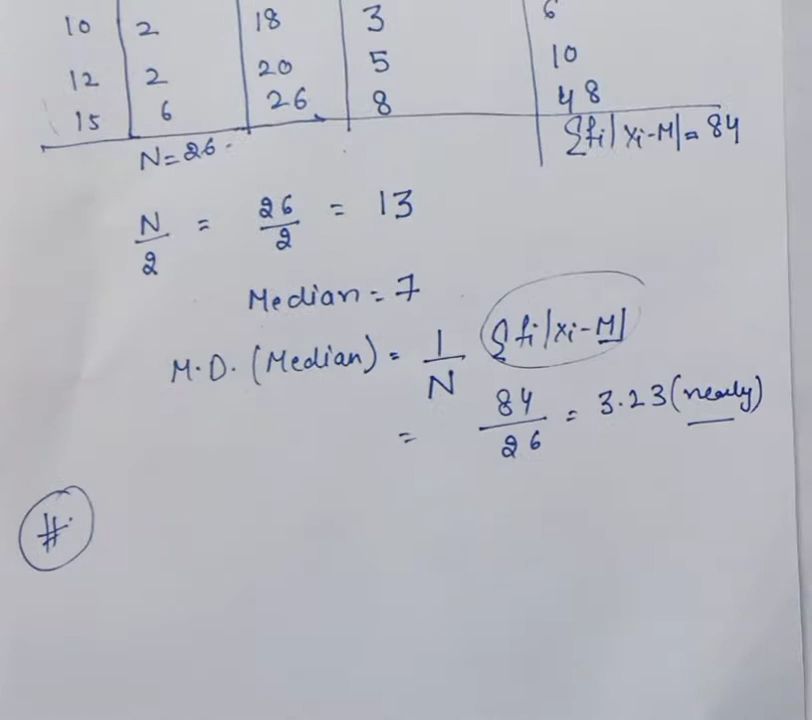 10 2 18 3 6
12 2 20 5 10
15 6 26 8 48
N=26 Σfi|xi-M|=84
N/2 = 26/2 = 13
Median=7
M.D.(Median)= 1/N Σfi|xi-M|
= 84/26 = 3.23(nearly)
#